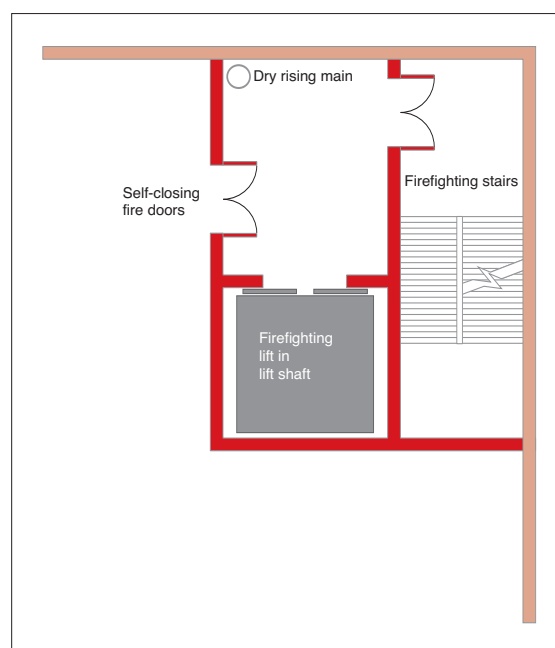 Dry rising main
Self-closing
fire doors
Firefighting stairs
Firefighting
lift in
lift shaft